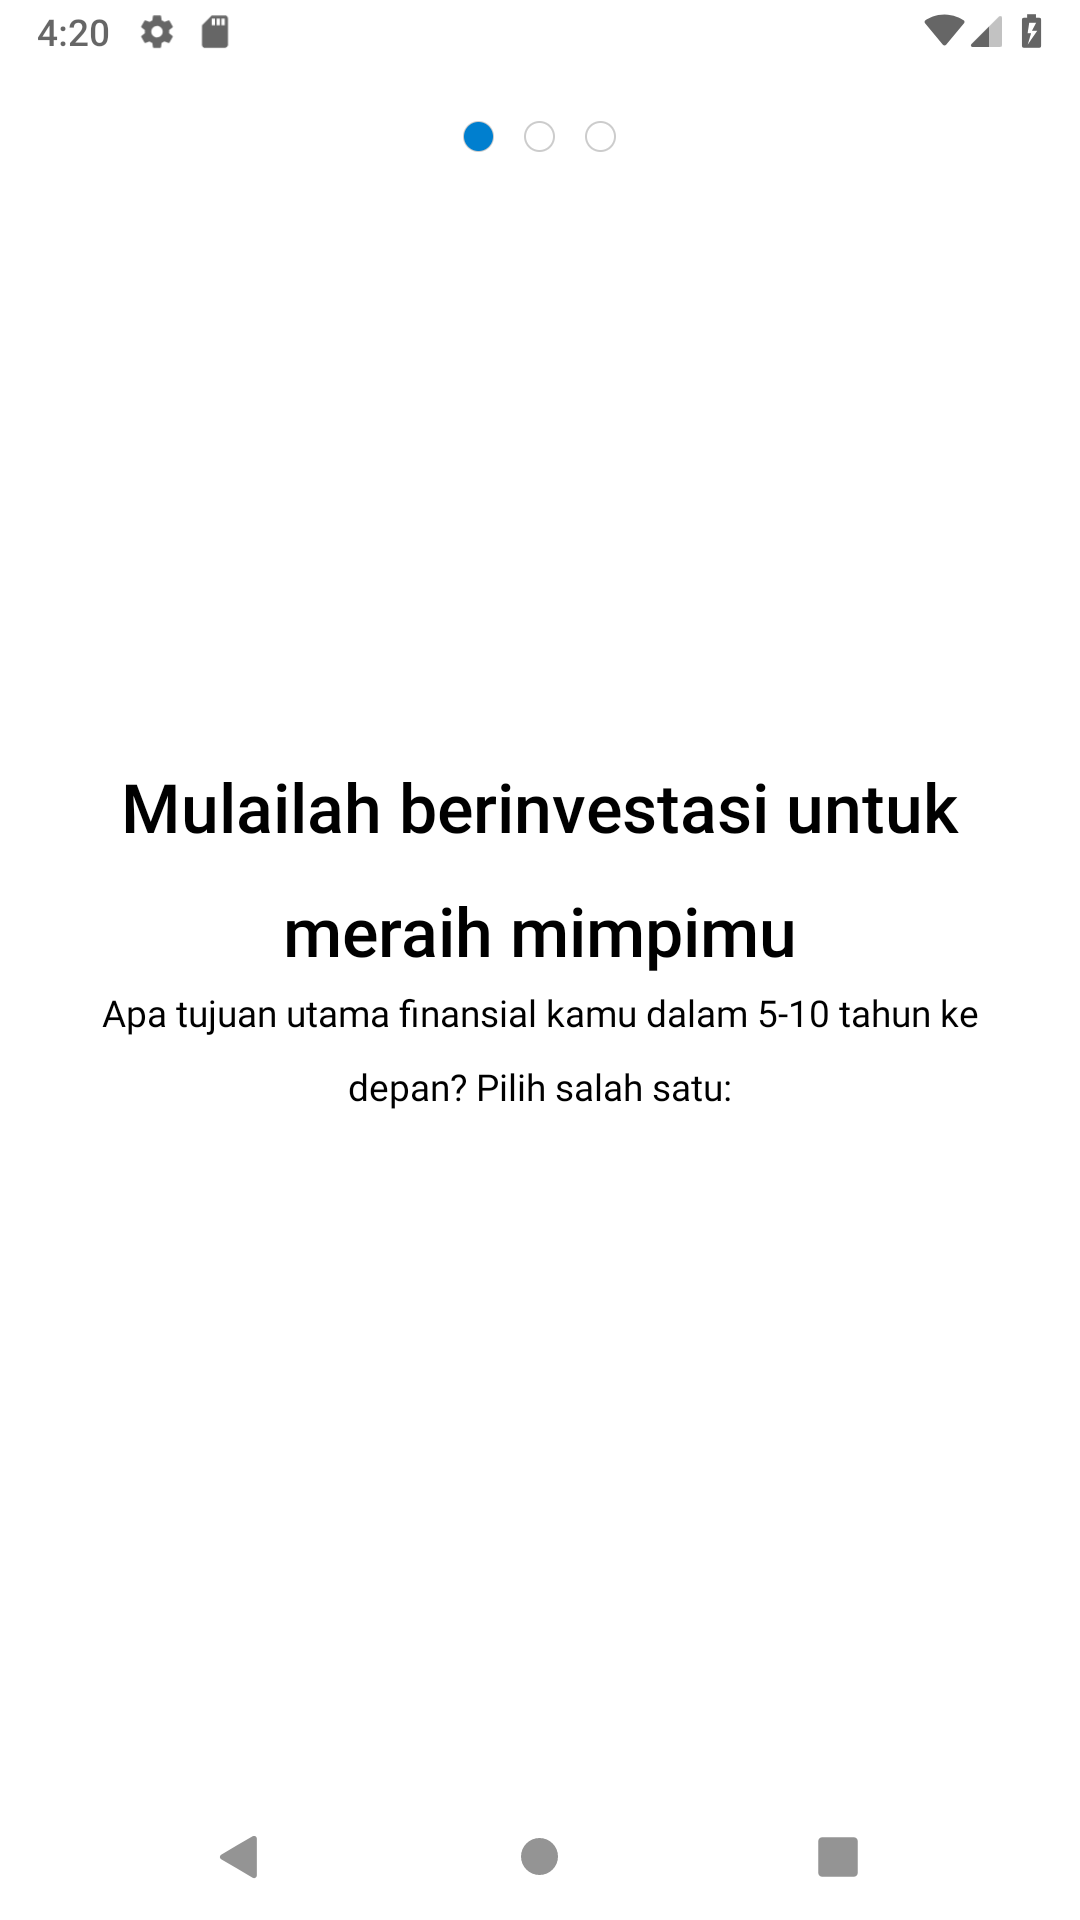 4:20
Mulailah berinvestasi untuk
meraih mimpimu
Apa tujuan utama finansial kamu dalam 5-10 tahun ke
depan? Pilih salah satu: